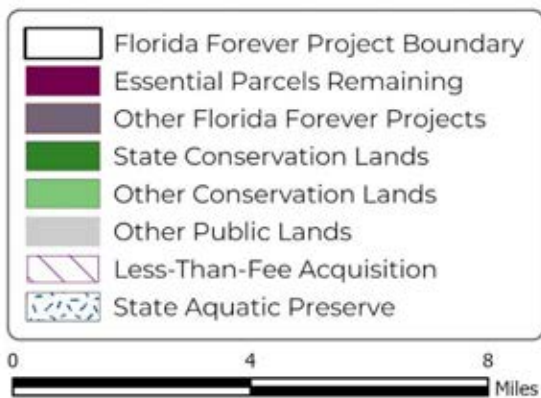 Florida Forever Project Boundary
Essential Parcels Remaining
Other Florida Forever Projects
State Conservation Lands
Other Conservation Lands
Other Public Lands
Less-Than-Fee Acquisition
State Aquatic Preserve
0 4 8
Miles